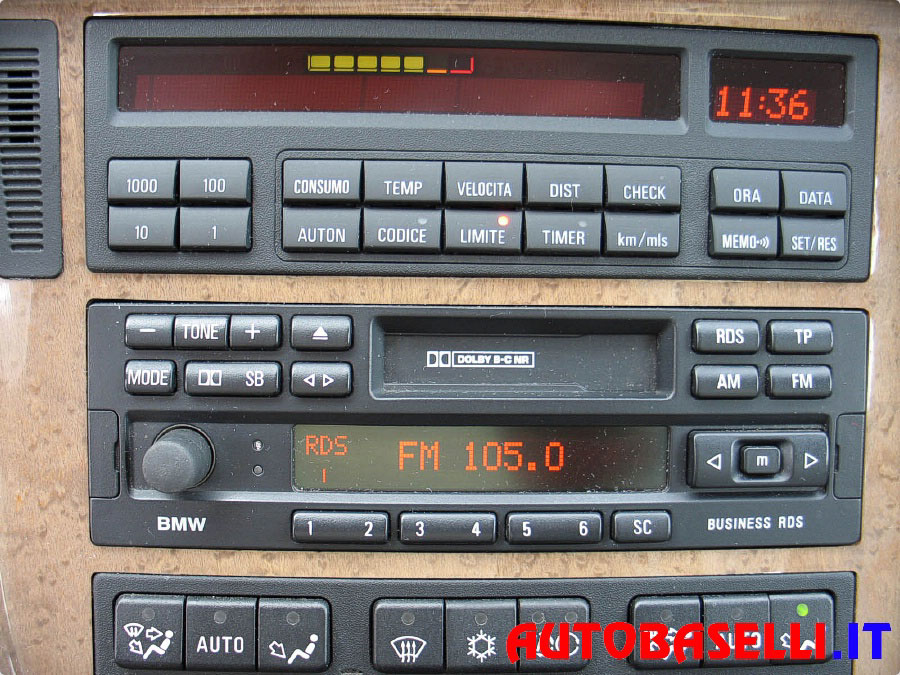 11:36
1000 100 CONSUMO TEMP VELOCITA DIST CHECK ORA DATA
10 1 AUTON CODICE LIMITE TIMER km/mls MEMO SET/RES
− TONE + RDS TP
DOLBY B-C NR
MODE SB AM FM
RDS FM 105.0
1 m
BMW 1 2 3 4 5 6 SC BUSINESS RDS
AUTO
AUTOBASELLI.IT